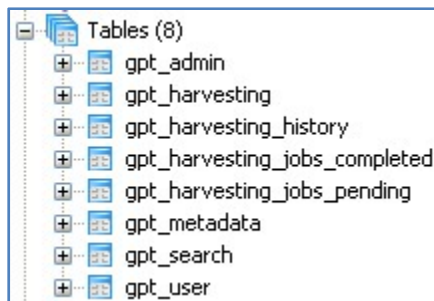 Tables (8)
gpt_admin
gpt_harvesting
gpt_harvesting_history
gpt_harvesting_jobs_completed
gpt_harvesting_jobs_pending
gpt_metadata
gpt_search
gpt_user